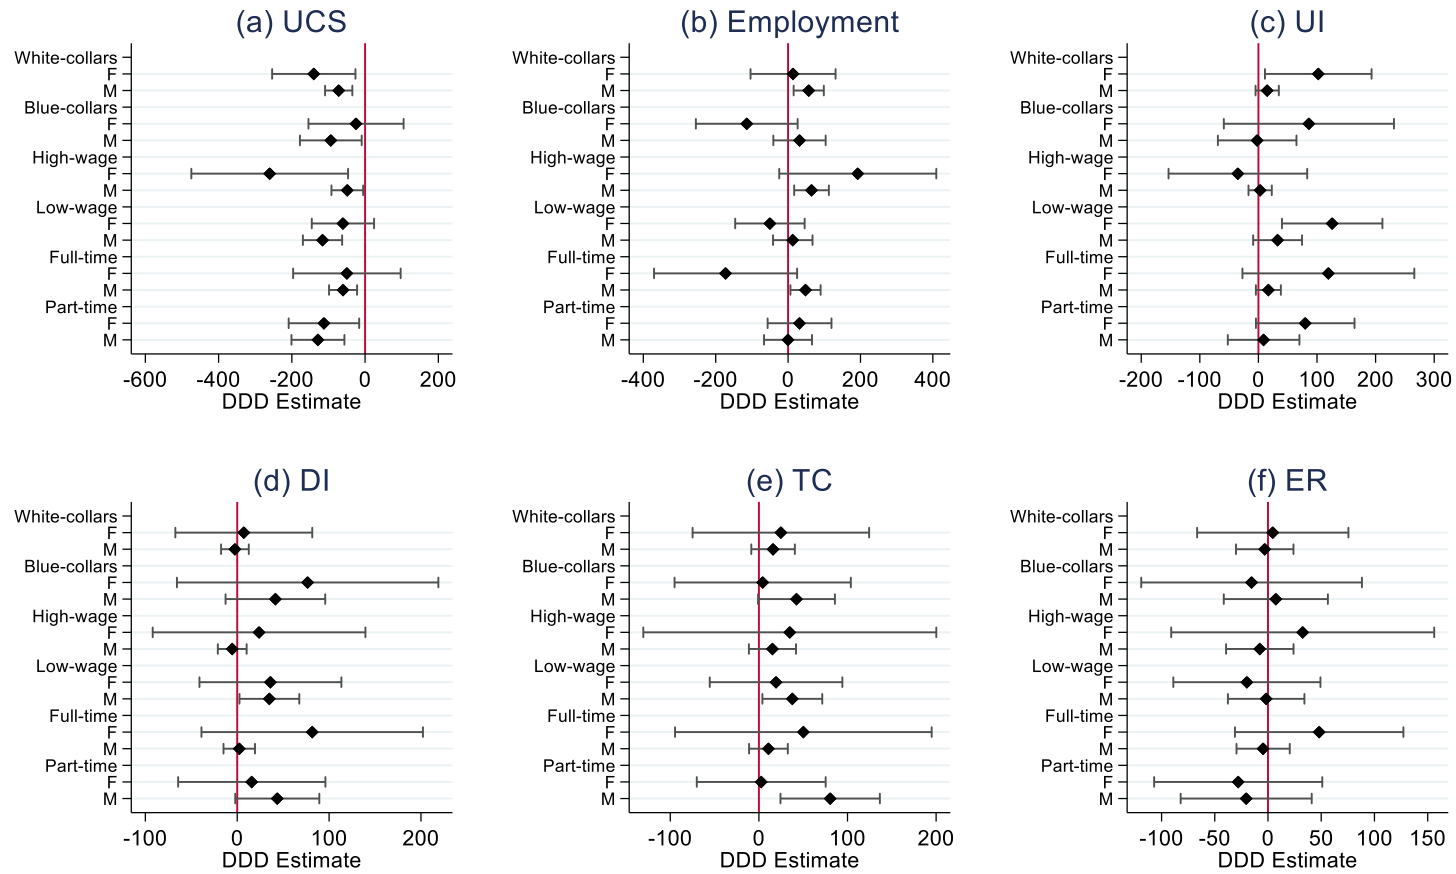 (a) UCS
White-collars
F
M
Blue-collars
F
M
High-wage
F
M
Low-wage
F
M
Full-time
F
M
Part-time
F
M
-600 -400 -200 0 200
DDD Estimate
(b) Employment
White-collars
F
M
Blue-collars
F
M
High-wage
F
M
Low-wage
F
M
Full-time
F
M
Part-time
F
M
-400 -200 0 200 400
DDD Estimate
(c) UI
White-collars
F
M
Blue-collars
F
M
High-wage
F
M
Low-wage
F
M
Full-time
F
M
Part-time
F
M
-200 -100 0 100 200 300
DDD Estimate
(d) DI
White-collars
F
M
Blue-collars
F
M
High-wage
F
M
Low-wage
F
M
Full-time
F
M
Part-time
F
M
-100 0 100 200
DDD Estimate
(e) TC
White-collars
F
M
Blue-collars
F
M
High-wage
F
M
Low-wage
F
M
Full-time
F
M
Part-time
F
M
-100 0 100 200
DDD Estimate
(f) ER
White-collars
F
M
Blue-collars
F
M
High-wage
F
M
Low-wage
F
M
Full-time
F
M
Part-time
F
M
-100 -50 0 50 100 150
DDD Estimate